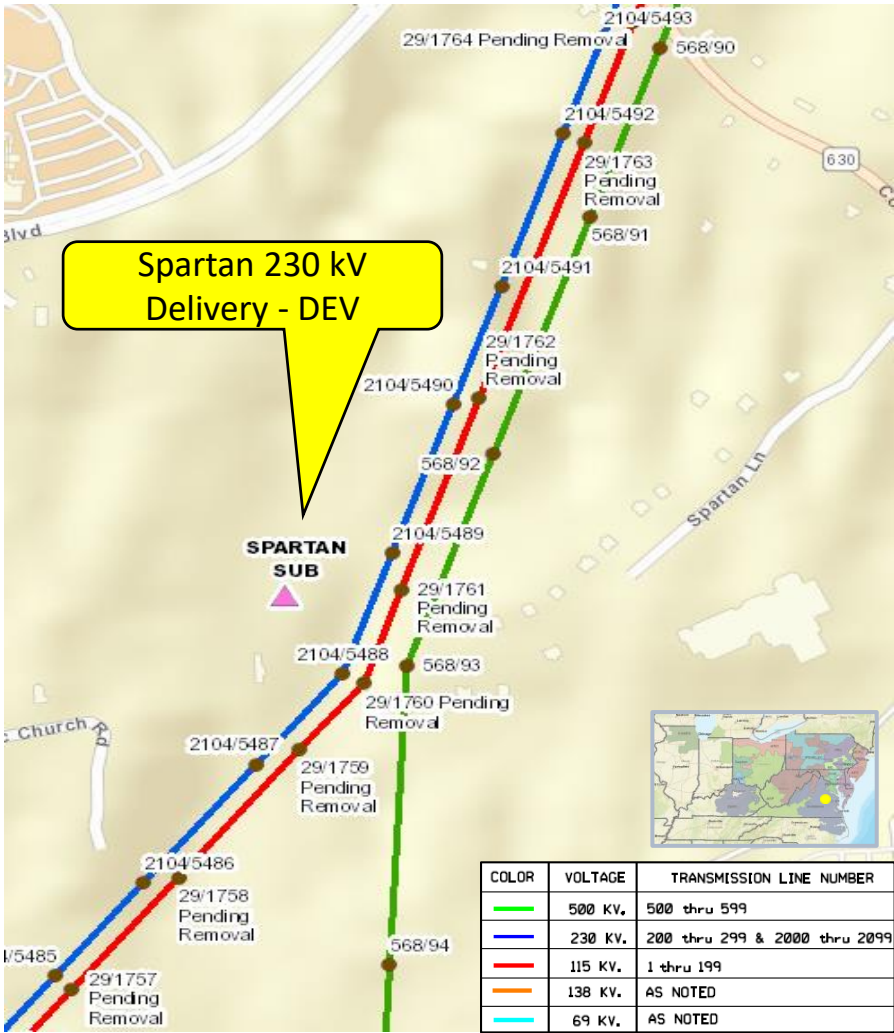 2104/5493
29/1764 Pending Removal
568/90
2104/5492
630
29/1763
Pending
Removal
Blvd
568/91
Spartan 230 kV
Delivery - DEV
2104/5491
29/1762
Pending
Removal
2104/5490
568/92
Spartan Ln
2104/5489
SPARTAN
SUB
29/1761
Pending
Removal
2104/5488
568/93
29/1760 Pending
Removal
c Church Rd
2104/5487
29/1759
Pending
Removal
2104/5486
29/1758
Pending
Removal
568/94
4/5485
29/1757
Pending
Removal
COLOR VOLTAGE TRANSMISSION LINE NUMBER
500 KV. 500 thru 599
230 KV. 200 thru 299 & 2000 thru 2099
115 KV. 1 thru 199
138 KV. AS NOTED
69 KV. AS NOTED